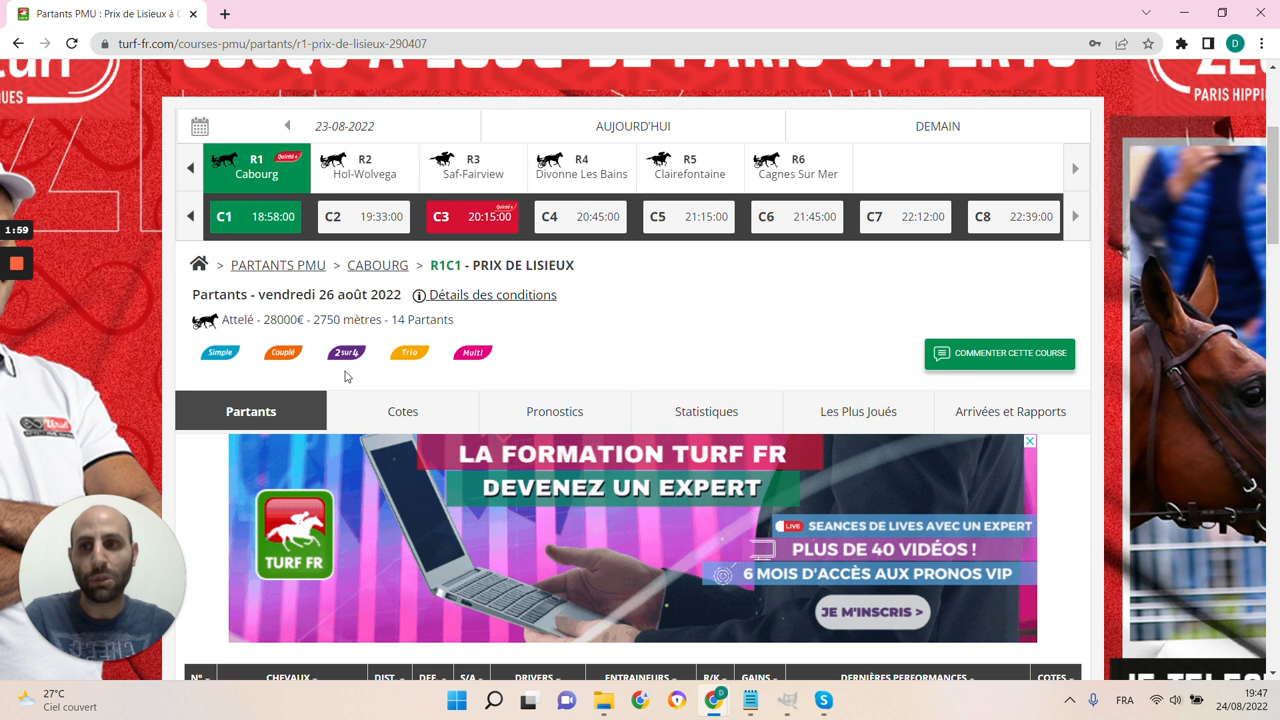 Partants PMU : Prix de Lisieux à C
turf-fr.com/courses-pmu/partants/r1-prix-de-lisieux-290407
D
PARIS HIPPI
23-08-2022
AUJOURD'HUI
DEMAIN
R1 Quinté+
Cabourg
R2
Hol-Wolvega
R3
Saf-Fairview
R4
Divonne Les Bains
R5
Clairefontaine
R6
Cagnes Sur Mer
C1 18:58:00
C2 19:33:00
C3 20:15:00 Quinté+
C4 20:45:00
C5 21:15:00
C6 21:45:00
C7 22:12:00
C8 22:39:00
1:59
> PARTANTS PMU > CABOURG > R1C1 - PRIX DE LISIEUX
Partants - vendredi 26 août 2022 Détails des conditions
Attelé - 28000€ - 2750 mètres - 14 Partants
Simple Couplé 2sur4 Trio Multi
COMMENTER CETTE COURSE
Partants Cotes Pronostics Statistiques Les Plus Joués Arrivées et Rapports
LA FORMATION TURF FR
DEVENEZ UN EXPERT
LIVE SEANCES DE LIVES AVEC UN EXPERT
PLUS DE 40 VIDÉOS !
6 MOIS D'ACCÈS AUX PRONOS VIP
JE M'INSCRIS >
TURF FR
N° CHEVAUX DIST DEF S/A DRIVERS ENTRAINEURS R/K GAINS DERNIÈRES PERFORMANCES COTES
27°C
Ciel couvert
FRA
19:47
24/08/2022